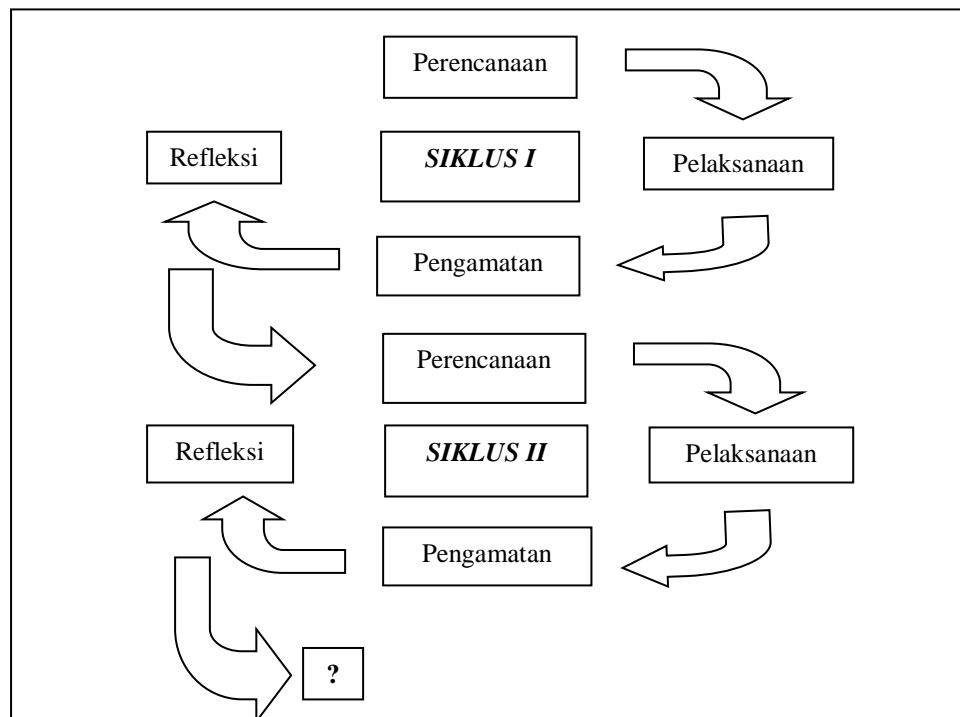 Perencanaan
Refleksi
SIKLUS I
Pelaksanaan
Pengamatan
Perencanaan
Refleksi
SIKLUS II
Pelaksanaan
Pengamatan
?